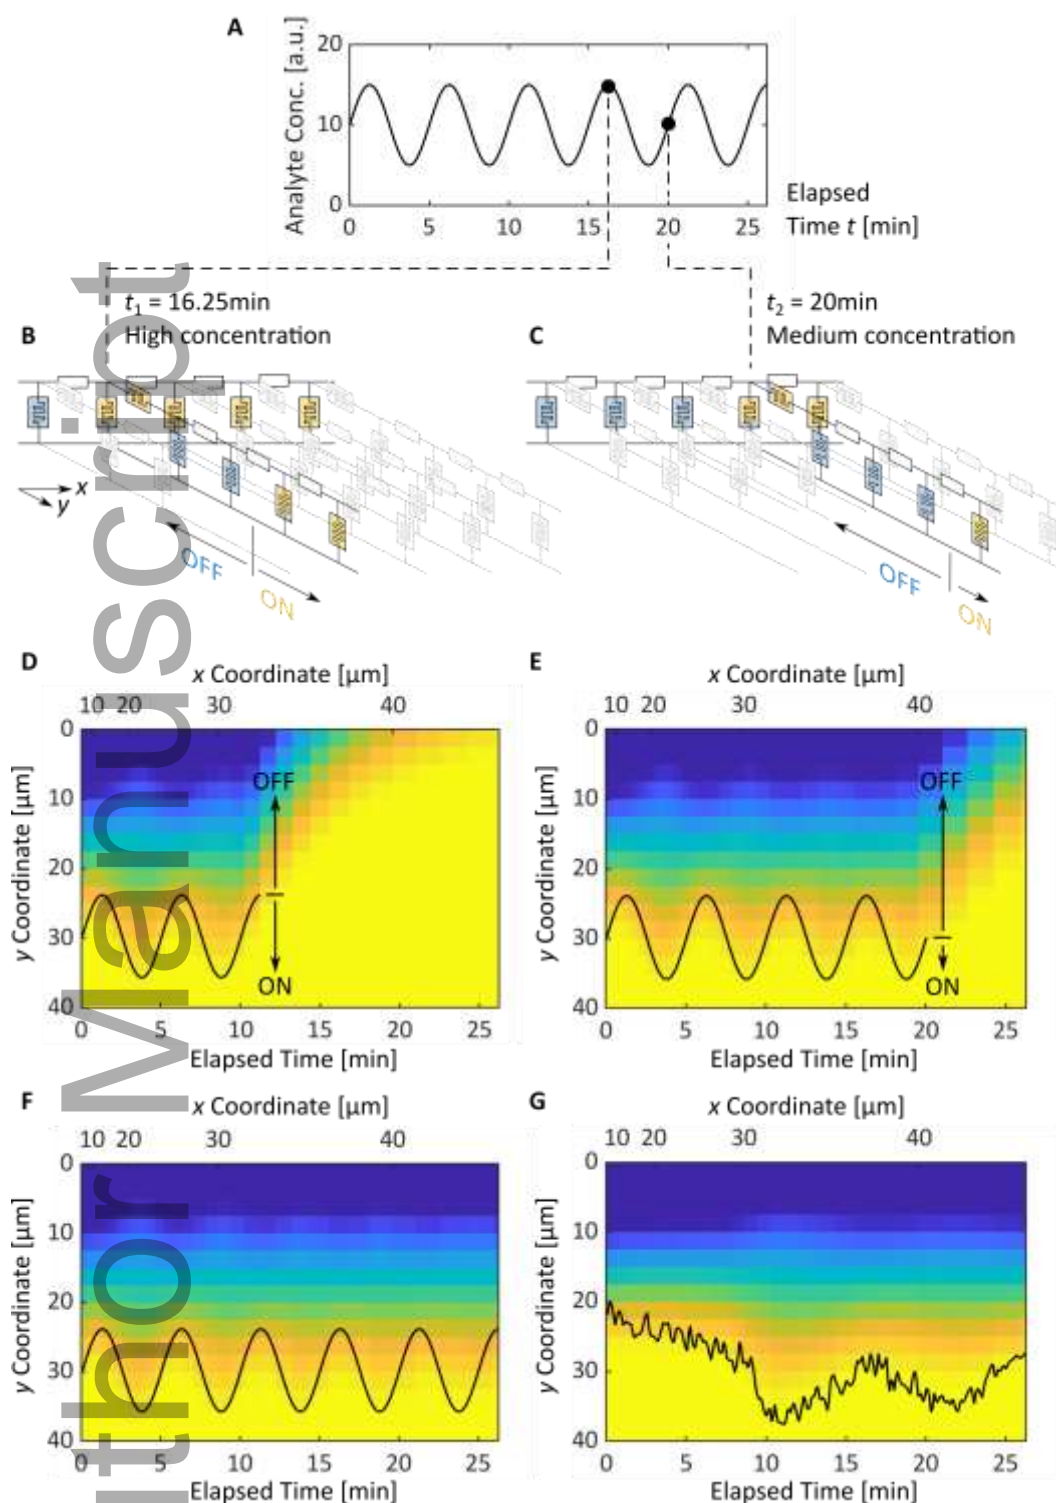 A
Analyte Conc. [a.u.]
20
10
0
0 5 10 15 20 25
Elapsed
Time t [min]
t1 = 16.25min
High concentration
t2 = 20min
Medium concentration
B
C
x
y
OFF
ON
OFF
ON
D
x Coordinate [µm]
10 20 30 40
y Coordinate [µm]
0
10
20
30
40
OFF
ON
0 5 10 15 20 25
Elapsed Time [min]
E
x Coordinate [µm]
10 20 30 40
y Coordinate [µm]
0
10
20
30
40
OFF
ON
0 5 10 15 20 25
Elapsed Time [min]
F
x Coordinate [µm]
10 20 30 40
y Coordinate [µm]
0
10
20
30
40
0 5 10 15 20 25
Elapsed Time [min]
G
x Coordinate [µm]
10 20 30 40
y Coordinate [µm]
0
10
20
30
40
0 5 10 15 20 25
Elapsed Time [min]
thor Manuscript